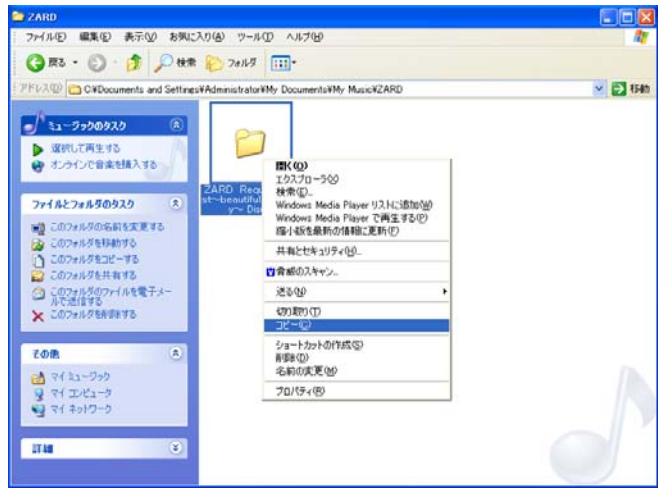 ZARD
ファイル(F) 編集(E) 表示(V) お気に入り(A) ツール(T) ヘルプ(H)
戻る 検索 フォルダ
アドレス(D) C:¥Documents and Settings¥Administrator¥My Documents¥My Music¥ZARD 移動
ミュージックのタスク
選択して再生する
オンラインで音楽を購入する
ファイルとフォルダのタスク
このフォルダの名前を変更する
このフォルダを移動する
このフォルダをコピーする
このフォルダを共有する
このフォルダのファイルを電子メールで送信する
このフォルダを削除する
その他
マイ ミュージック
マイ コンピュータ
マイ ネットワーク
詳細
ZARD Requ
st~beautiful
y~ Dis
開く(O)
エクスプローラ(X)
検索(E)...
Windows Media Player リストに追加(W)
Windows Media Player で再生する(P)
縮小版を最新の情報に更新(F)
共有とセキュリティ(H)...
脅威のスキャン...
送る(N)
切り取り(T)
コピー(C)
ショートカットの作成(S)
削除(D)
名前の変更(M)
プロパティ(R)